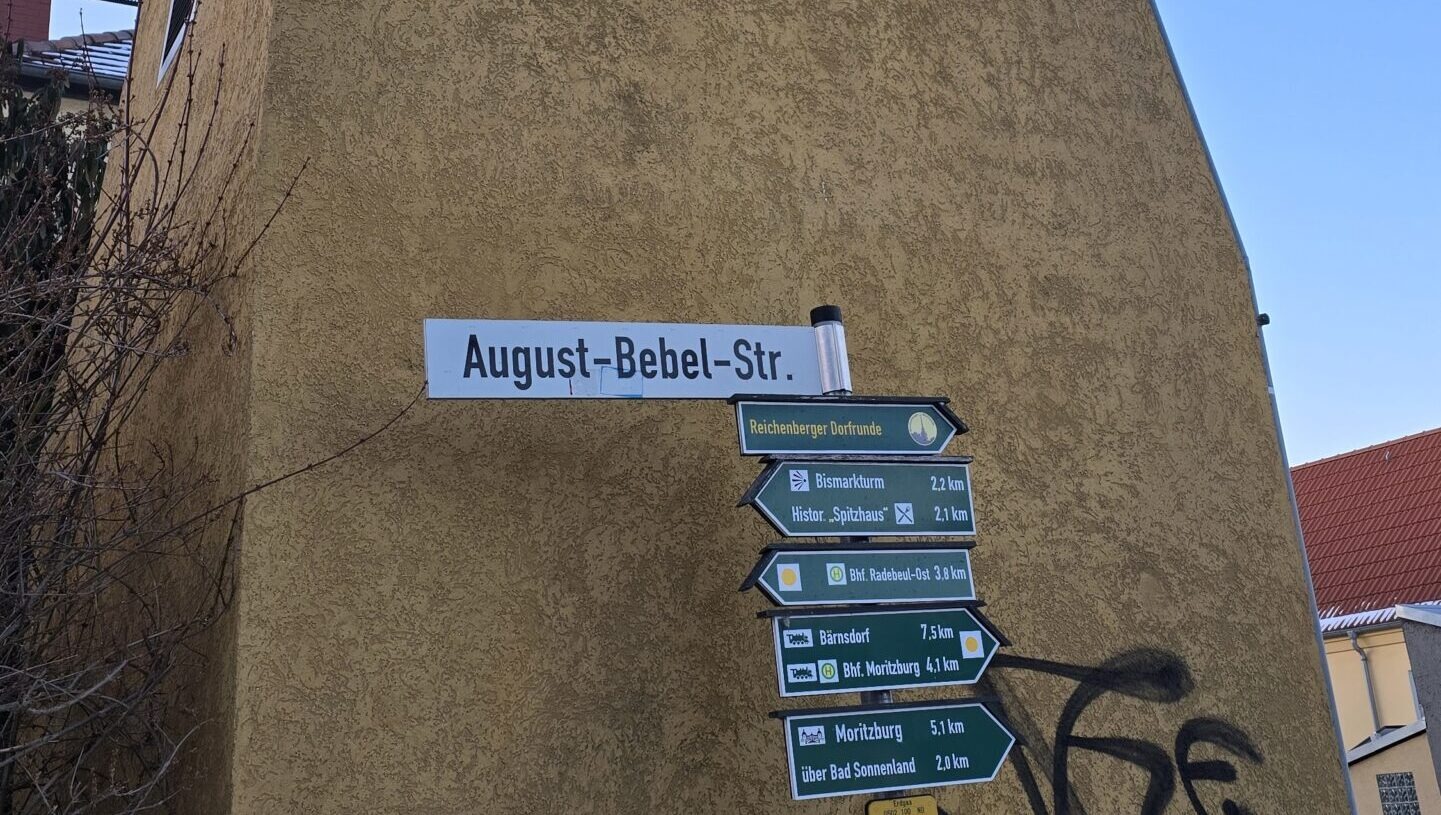 August-Bebel-Str.
Reichenberger Dorfrunde
Bismarkturm 2,2 km
Histor. „Spitzhaus" 2,1 km
H Bhf. Radebeul-Ost 3,8 km
Bärnsdorf 7,5 km
H Bhf. Moritzburg 4,1 km
Moritzburg 5,1 km
über Bad Sonnenland 2,0 km
Erdgas